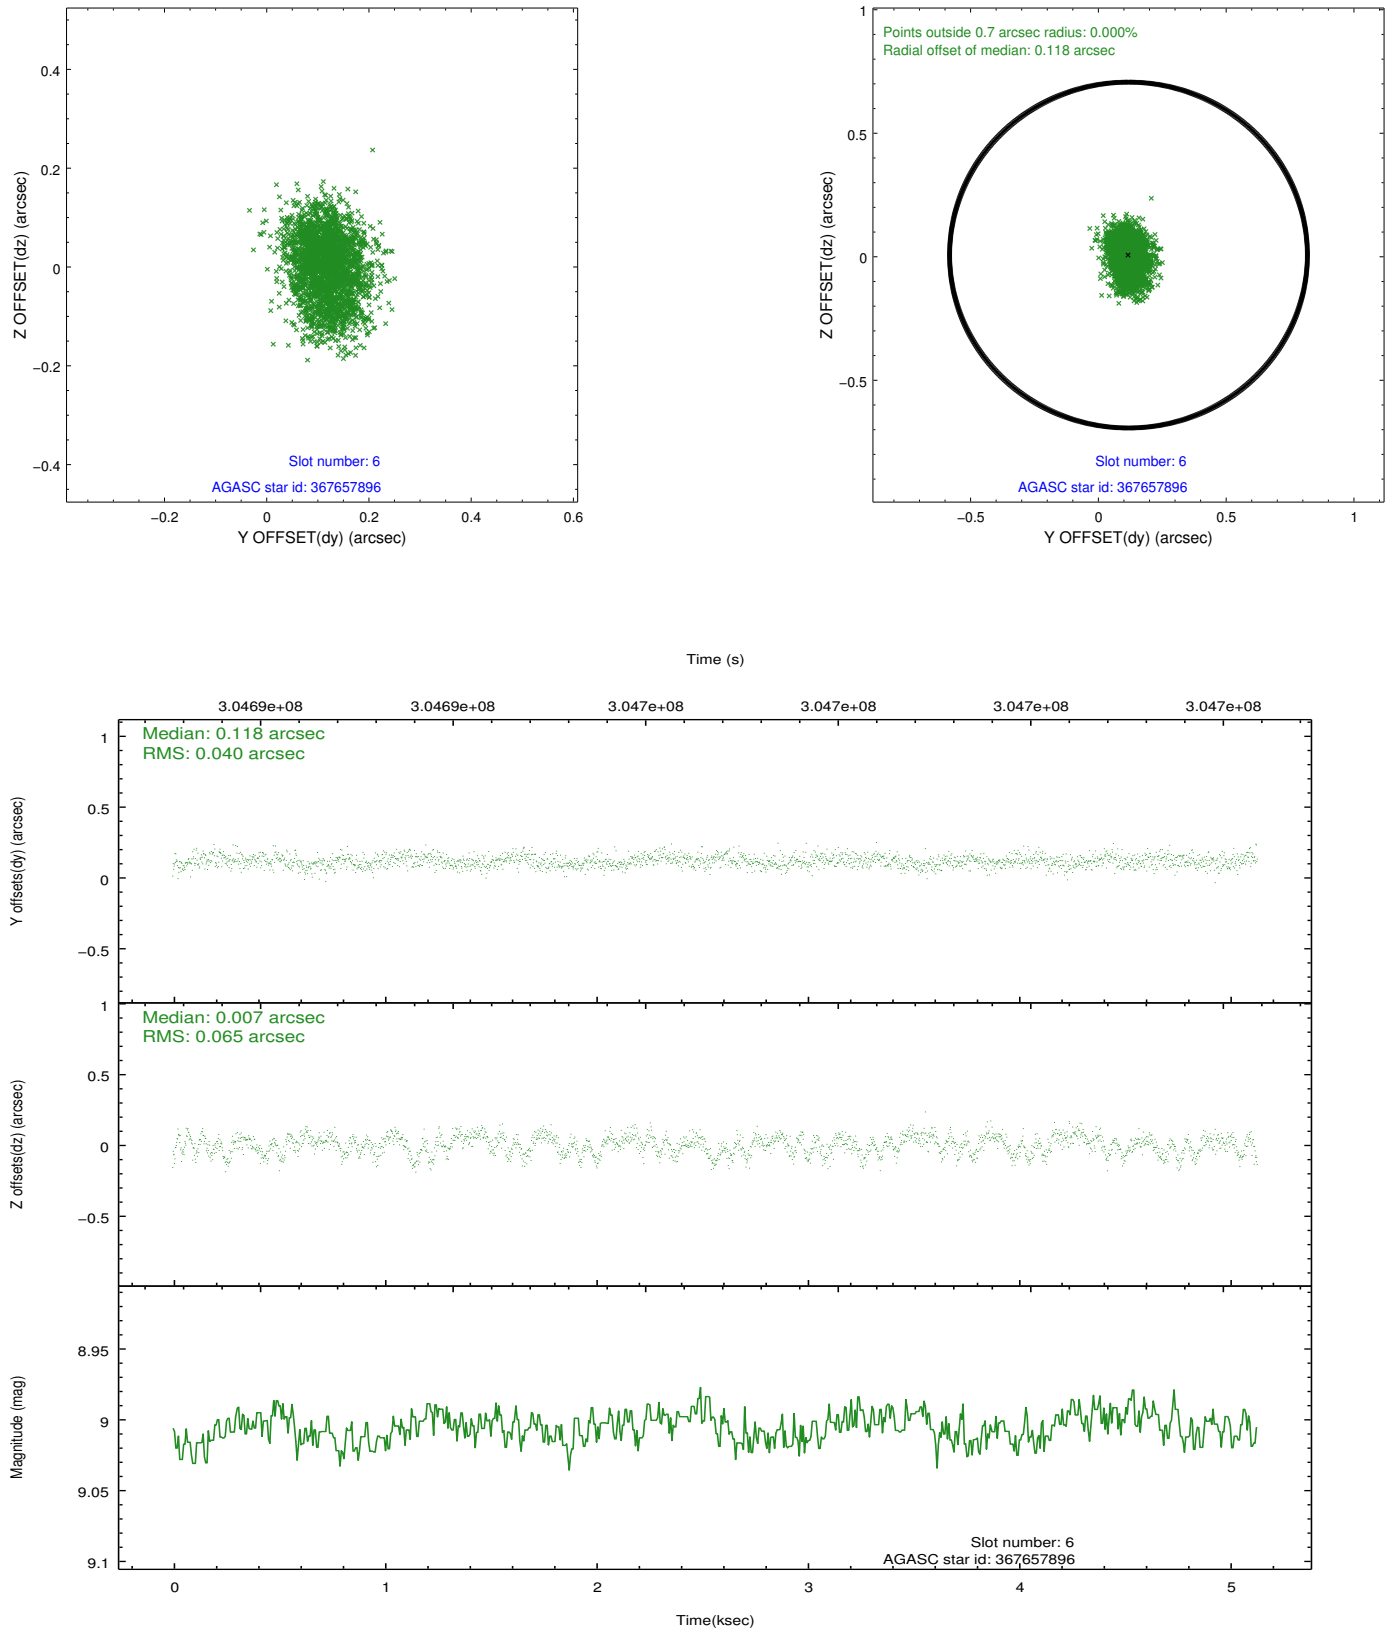 0.4
0.2
0
−0.2
−0.4
Z OFFSET(dz) (arcsec)
Slot number: 6
AGASC star id: 367657896
−0.2 0 0.2 0.4 0.6
Y OFFSET(dy) (arcsec)
1
0.5
0
−0.5
Z OFFSET(dz) (arcsec)
Points outside 0.7 arcsec radius: 0.000%
Radial offset of median: 0.118 arcsec
Slot number: 6
AGASC star id: 367657896
−0.5 0 0.5 1
Y OFFSET(dy) (arcsec)
Time (s)
3.0469e+08 3.0469e+08 3.047e+08 3.047e+08 3.047e+08 3.047e+08
Median: 0.118 arcsec
RMS: 0.040 arcsec
1
0.5
0
−0.5
Y offsets(dy) (arcsec)
Median: 0.007 arcsec
RMS: 0.065 arcsec
1
0.5
0
−0.5
Z offsets(dz) (arcsec)
8.95
9
9.05
9.1
Magnitude (mag)
Slot number: 6
AGASC star id: 367657896
0 1 2 3 4 5
Time(ksec)